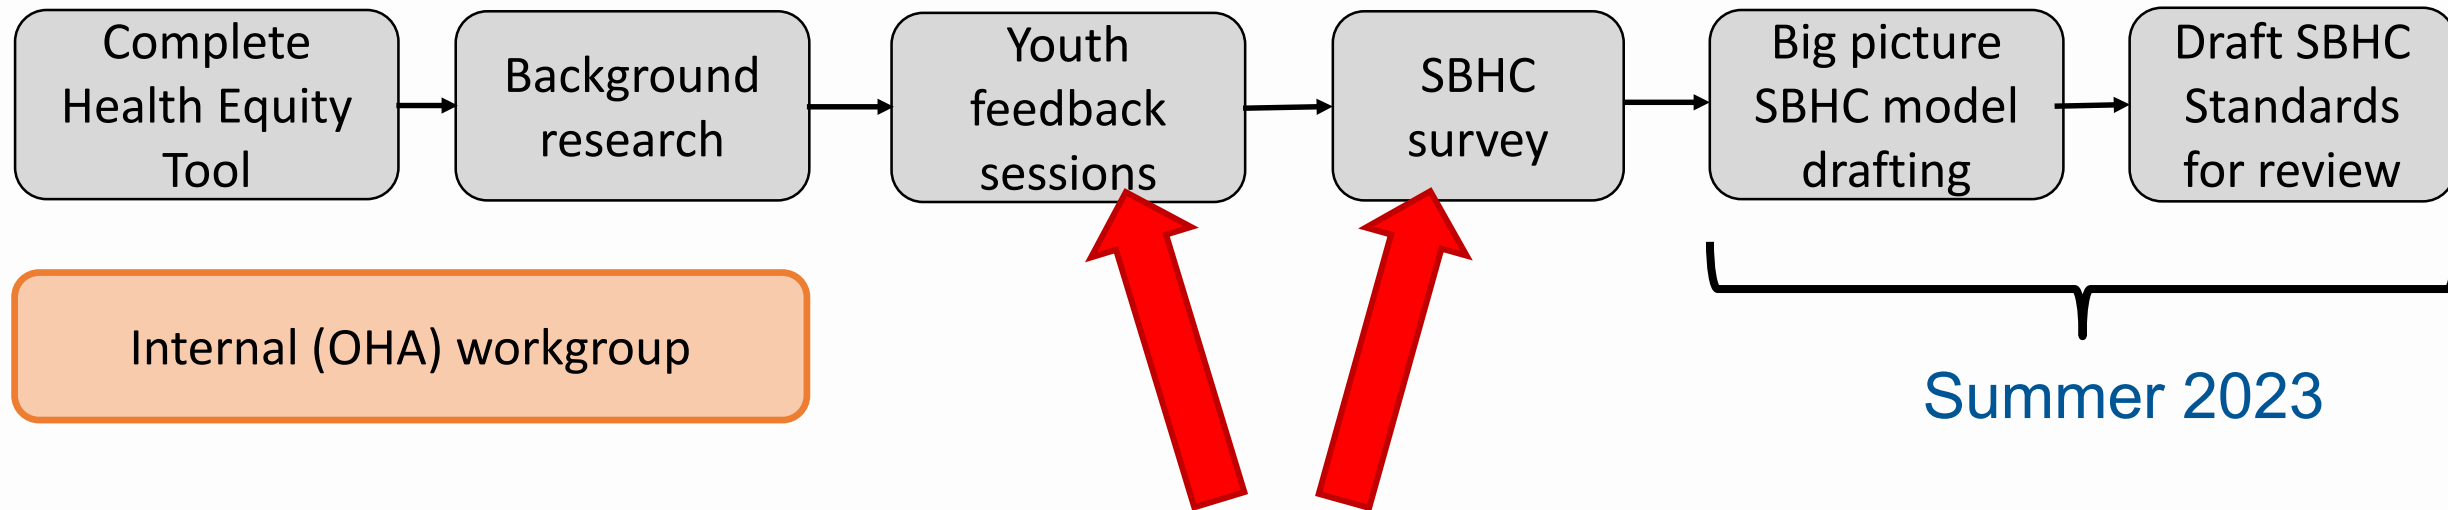 Complete
Health Equity
Tool
Background
research
Youth
feedback
sessions
SBHC
survey
Big picture
SBHC model
drafting
Draft SBHC
Standards
for review
Internal (OHA) workgroup
Summer 2023